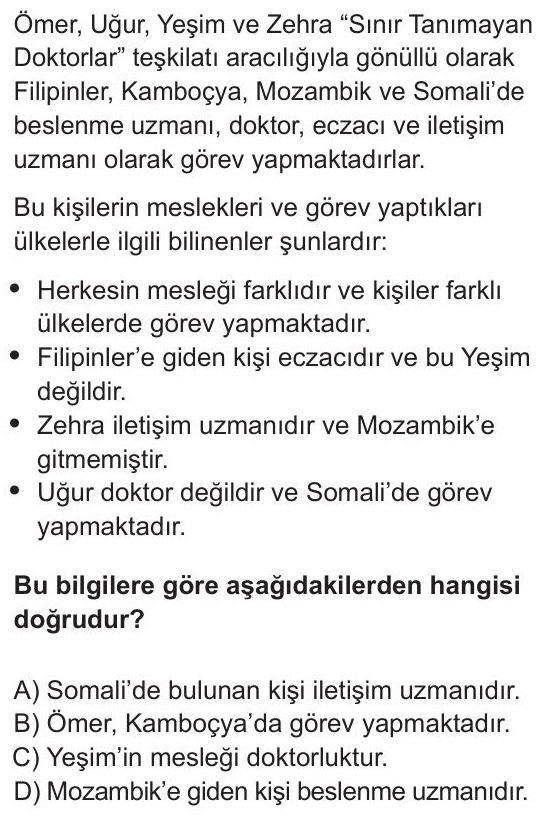 Ömer, Uğur, Yeşim ve Zehra “Sınır Tanımayan
Doktorlar” teşkilatı aracılığıyla gönüllü olarak
Filipinler, Kamboçya, Mozambik ve Somali’de
beslenme uzmanı, doktor, eczacı ve iletişim
uzmanı olarak görev yapmaktadırlar.
Bu kişilerin meslekleri ve görev yaptıkları
ülkelerle ilgili bilinenler şunlardır:
• Herkesin mesleği farklıdır ve kişiler farklı
ülkelerde görev yapmaktadır.
• Filipinler’e giden kişi eczacıdır ve bu Yeşim
değildir.
• Zehra iletişim uzmanıdır ve Mozambik’e
gitmemiştir.
• Uğur doktor değildir ve Somali’de görev
yapmaktadır.
Bu bilgilere göre aşağıdakilerden hangisi
doğrudur?
A) Somali’de bulunan kişi iletişim uzmanıdır.
B) Ömer, Kamboçya’da görev yapmaktadır.
C) Yeşim’in mesleği doktorluktur.
D) Mozambik’e giden kişi beslenme uzmanıdır.